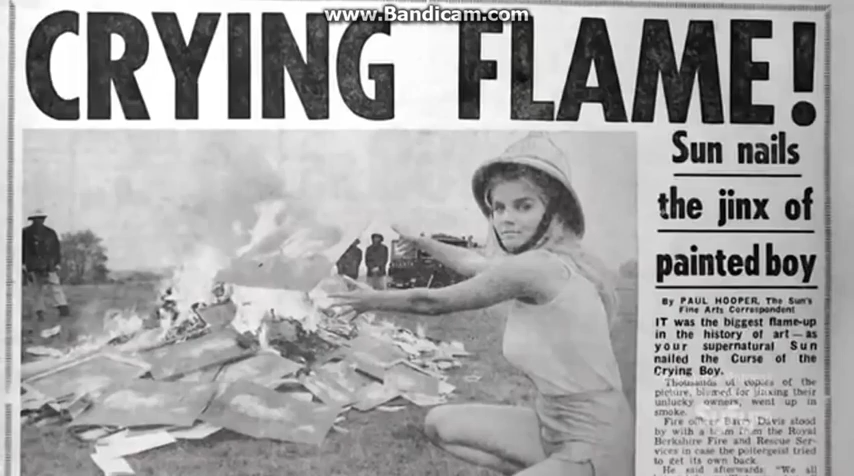 www.Bandicam.com
CRYING FLAME!
Sun nails
the jinx of
painted boy
By PAUL HOOPER, The Sun's
Fine Arts Correspondent
IT was the biggest flame-up
in the history of art—as
your supernatural Sun
nailed the Curse of the
Crying Boy.
Thousands of copies of the
picture, blamed for jinxing their
unlucky owners, went up in
smoke.
Fire officer Barry Davis stood
by with a team from the Royal
Berkshire Fire and Rescue Ser-
vices in case the poltergeist tried
to get its own back.
He said afterwards "We all